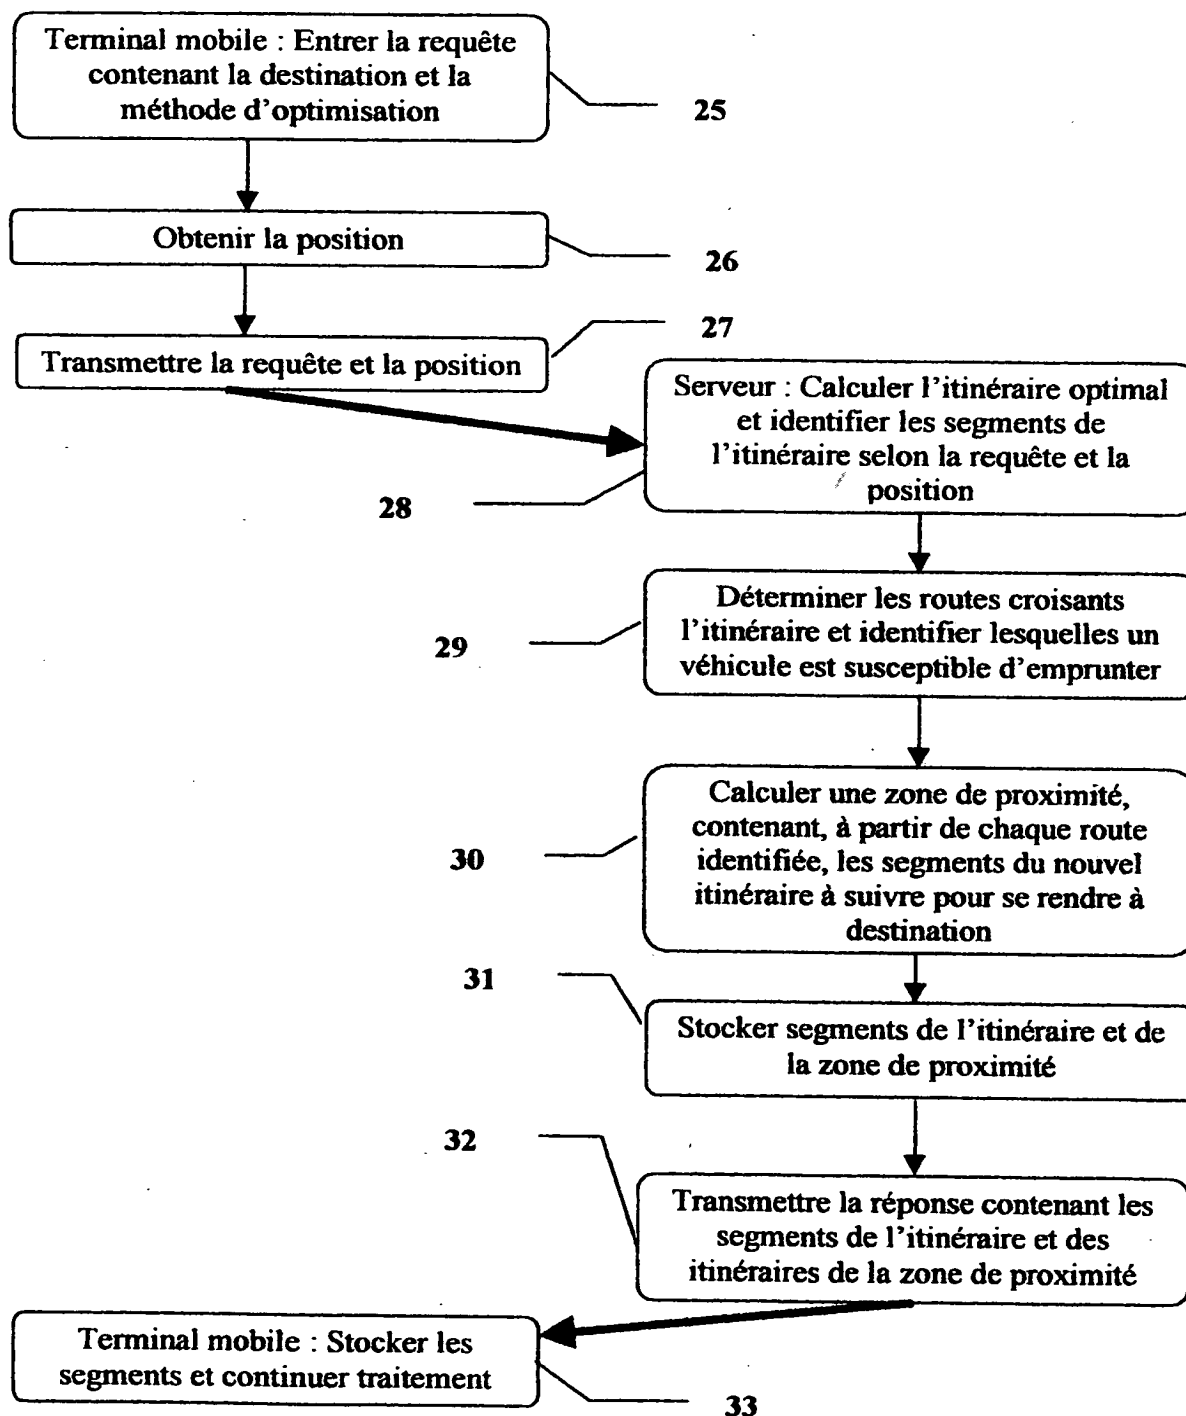 Terminal mobile : Entrer la requête
contenant la destination et la
méthode d'optimisation
25
Obtenir la position
26
27
Transmettre la requête et la position
Serveur : Calculer l'itinéraire optimal
et identifier les segments de
l'itinéraire selon la requête et la
position
28
Déterminer les routes croisants
l'itinéraire et identifier lesquelles un
véhicule est susceptible d'emprunter
29
Calculer une zone de proximité,
contenant, à partir de chaque route
identifiée, les segments du nouvel
itinéraire à suivre pour se rendre à
destination
30
31
Stocker segments de l'itinéraire et de
la zone de proximité
32
Transmettre la réponse contenant les
segments de l'itinéraire et des
itinéraires de la zone de proximité
Terminal mobile : Stocker les
segments et continuer traitement
33